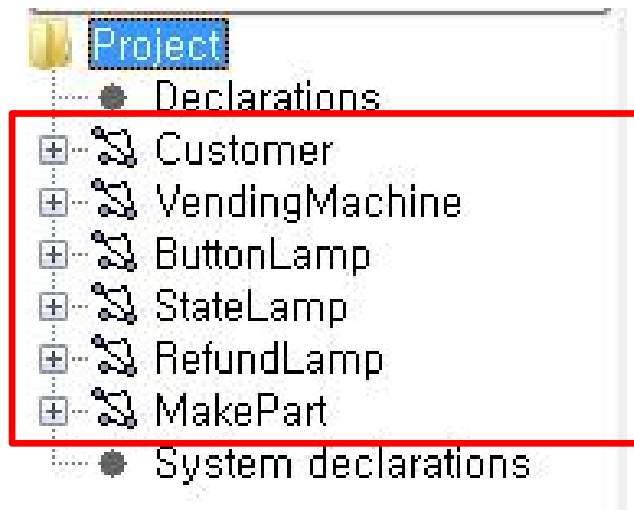 Project
Declarations
Customer
VendingMachine
ButtonLamp
StateLamp
RefundLamp
MakePart
System declarations